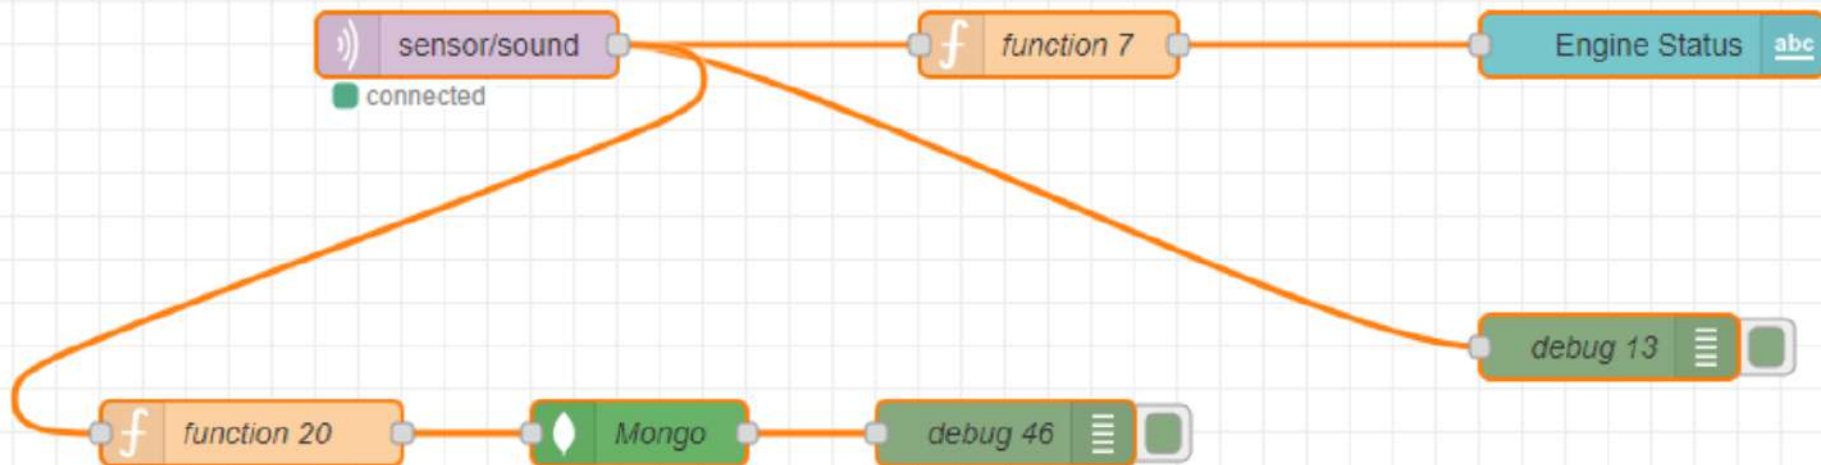 sensor/sound
connected
function 7
Engine Status
abc
debug 13
function 20
Mongo
debug 46